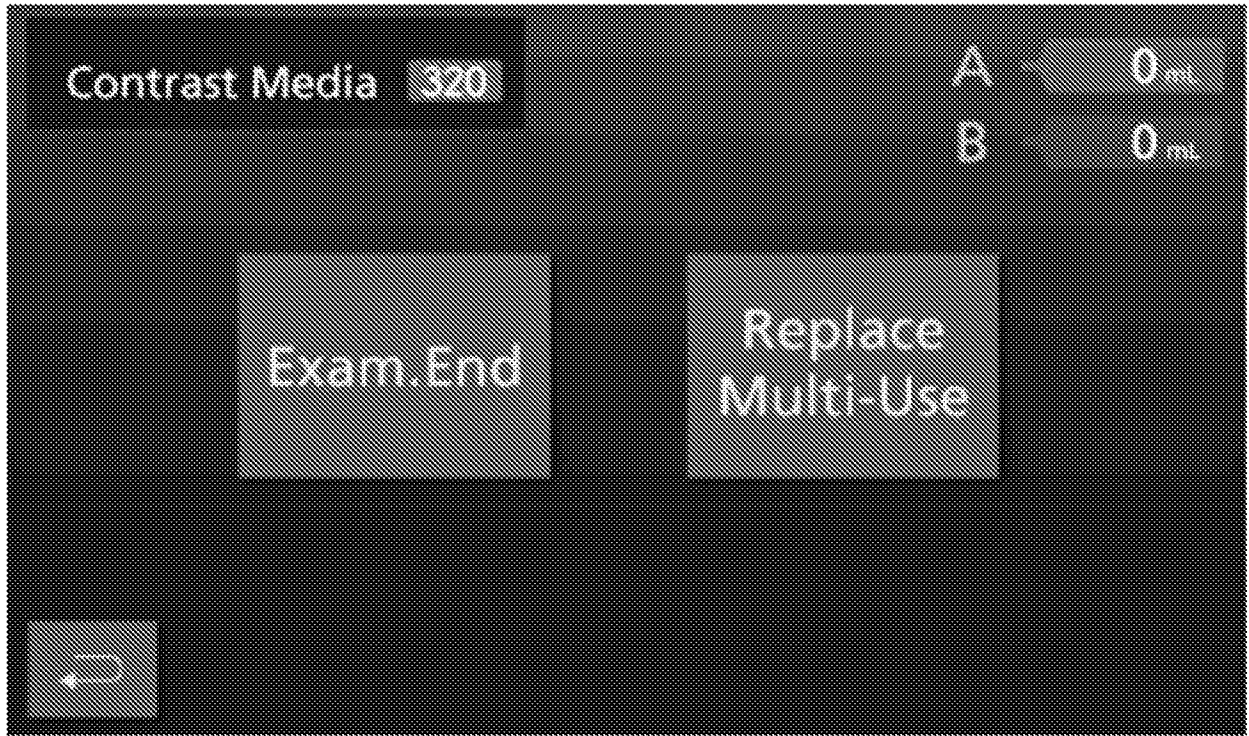 Contrast Media 320
A 0 mL
B 0 mL
Exam.End
Replace
Multi-Use